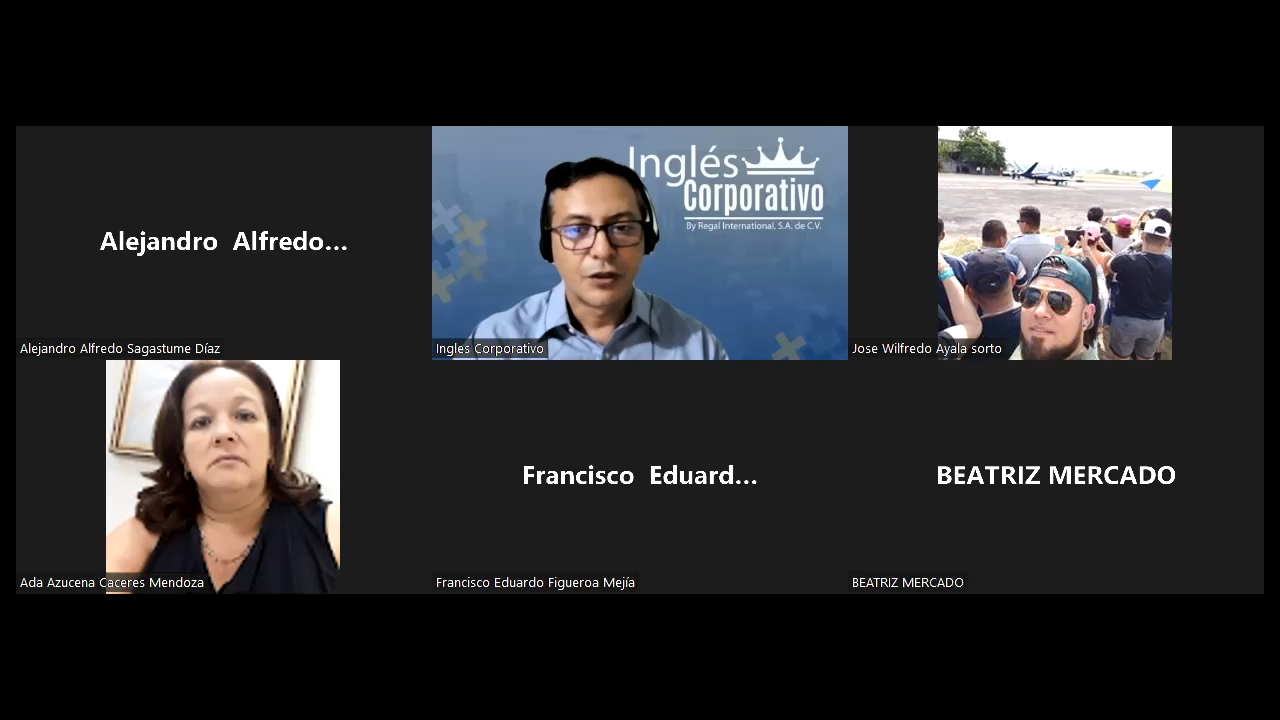 Alejandro Alfredo...
Alejandro Alfredo Sagastume Díaz
Inglés
Corporativo
By Regal International, S.A. de C.V.
Ingles Corporativo
Jose Wilfredo Ayala sorto
Ada Azucena Caceres Mendoza
Francisco Eduard...
Francisco Eduardo Figueroa Mejía
BEATRIZ MERCADO
BEATRIZ MERCADO